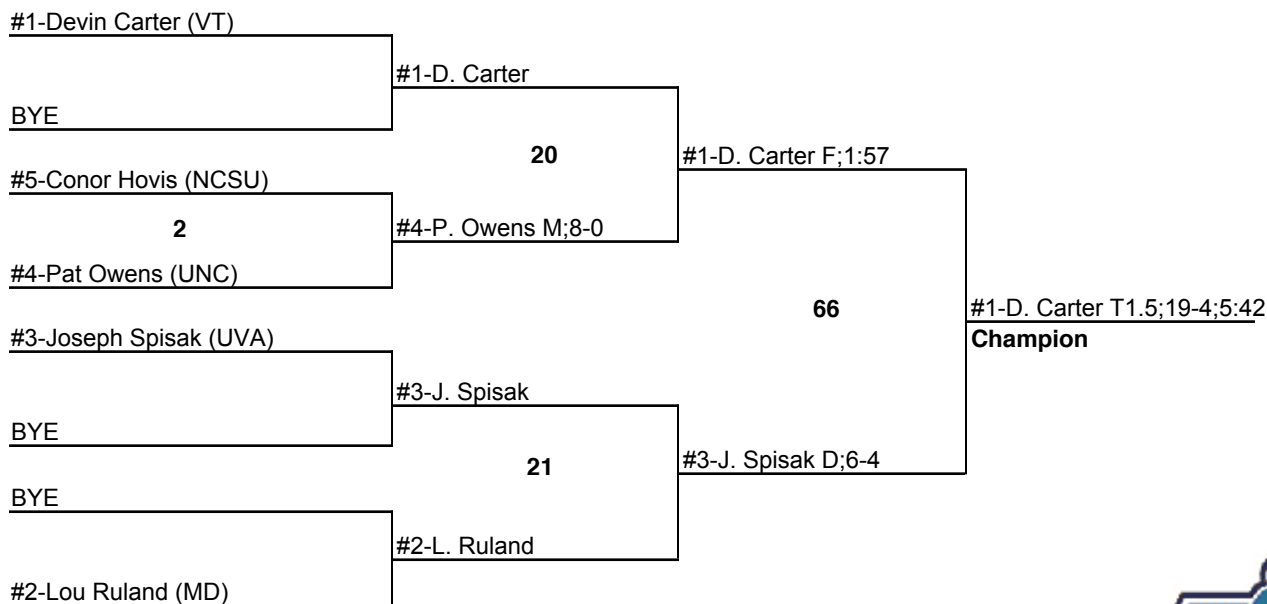 #1-Devin Carter (VT)
#1-D. Carter
BYE
20
#1-D. Carter F;1:57
#5-Conor Hovis (NCSU)
2
#4-P. Owens M;8-0
#4-Pat Owens (UNC)
66
#1-D. Carter T1.5;19-4;5:42
Champion
#3-Joseph Spisak (UVA)
#3-J. Spisak
BYE
21
#3-J. Spisak D;6-4
BYE
#2-L. Ruland
#2-Lou Ruland (MD)